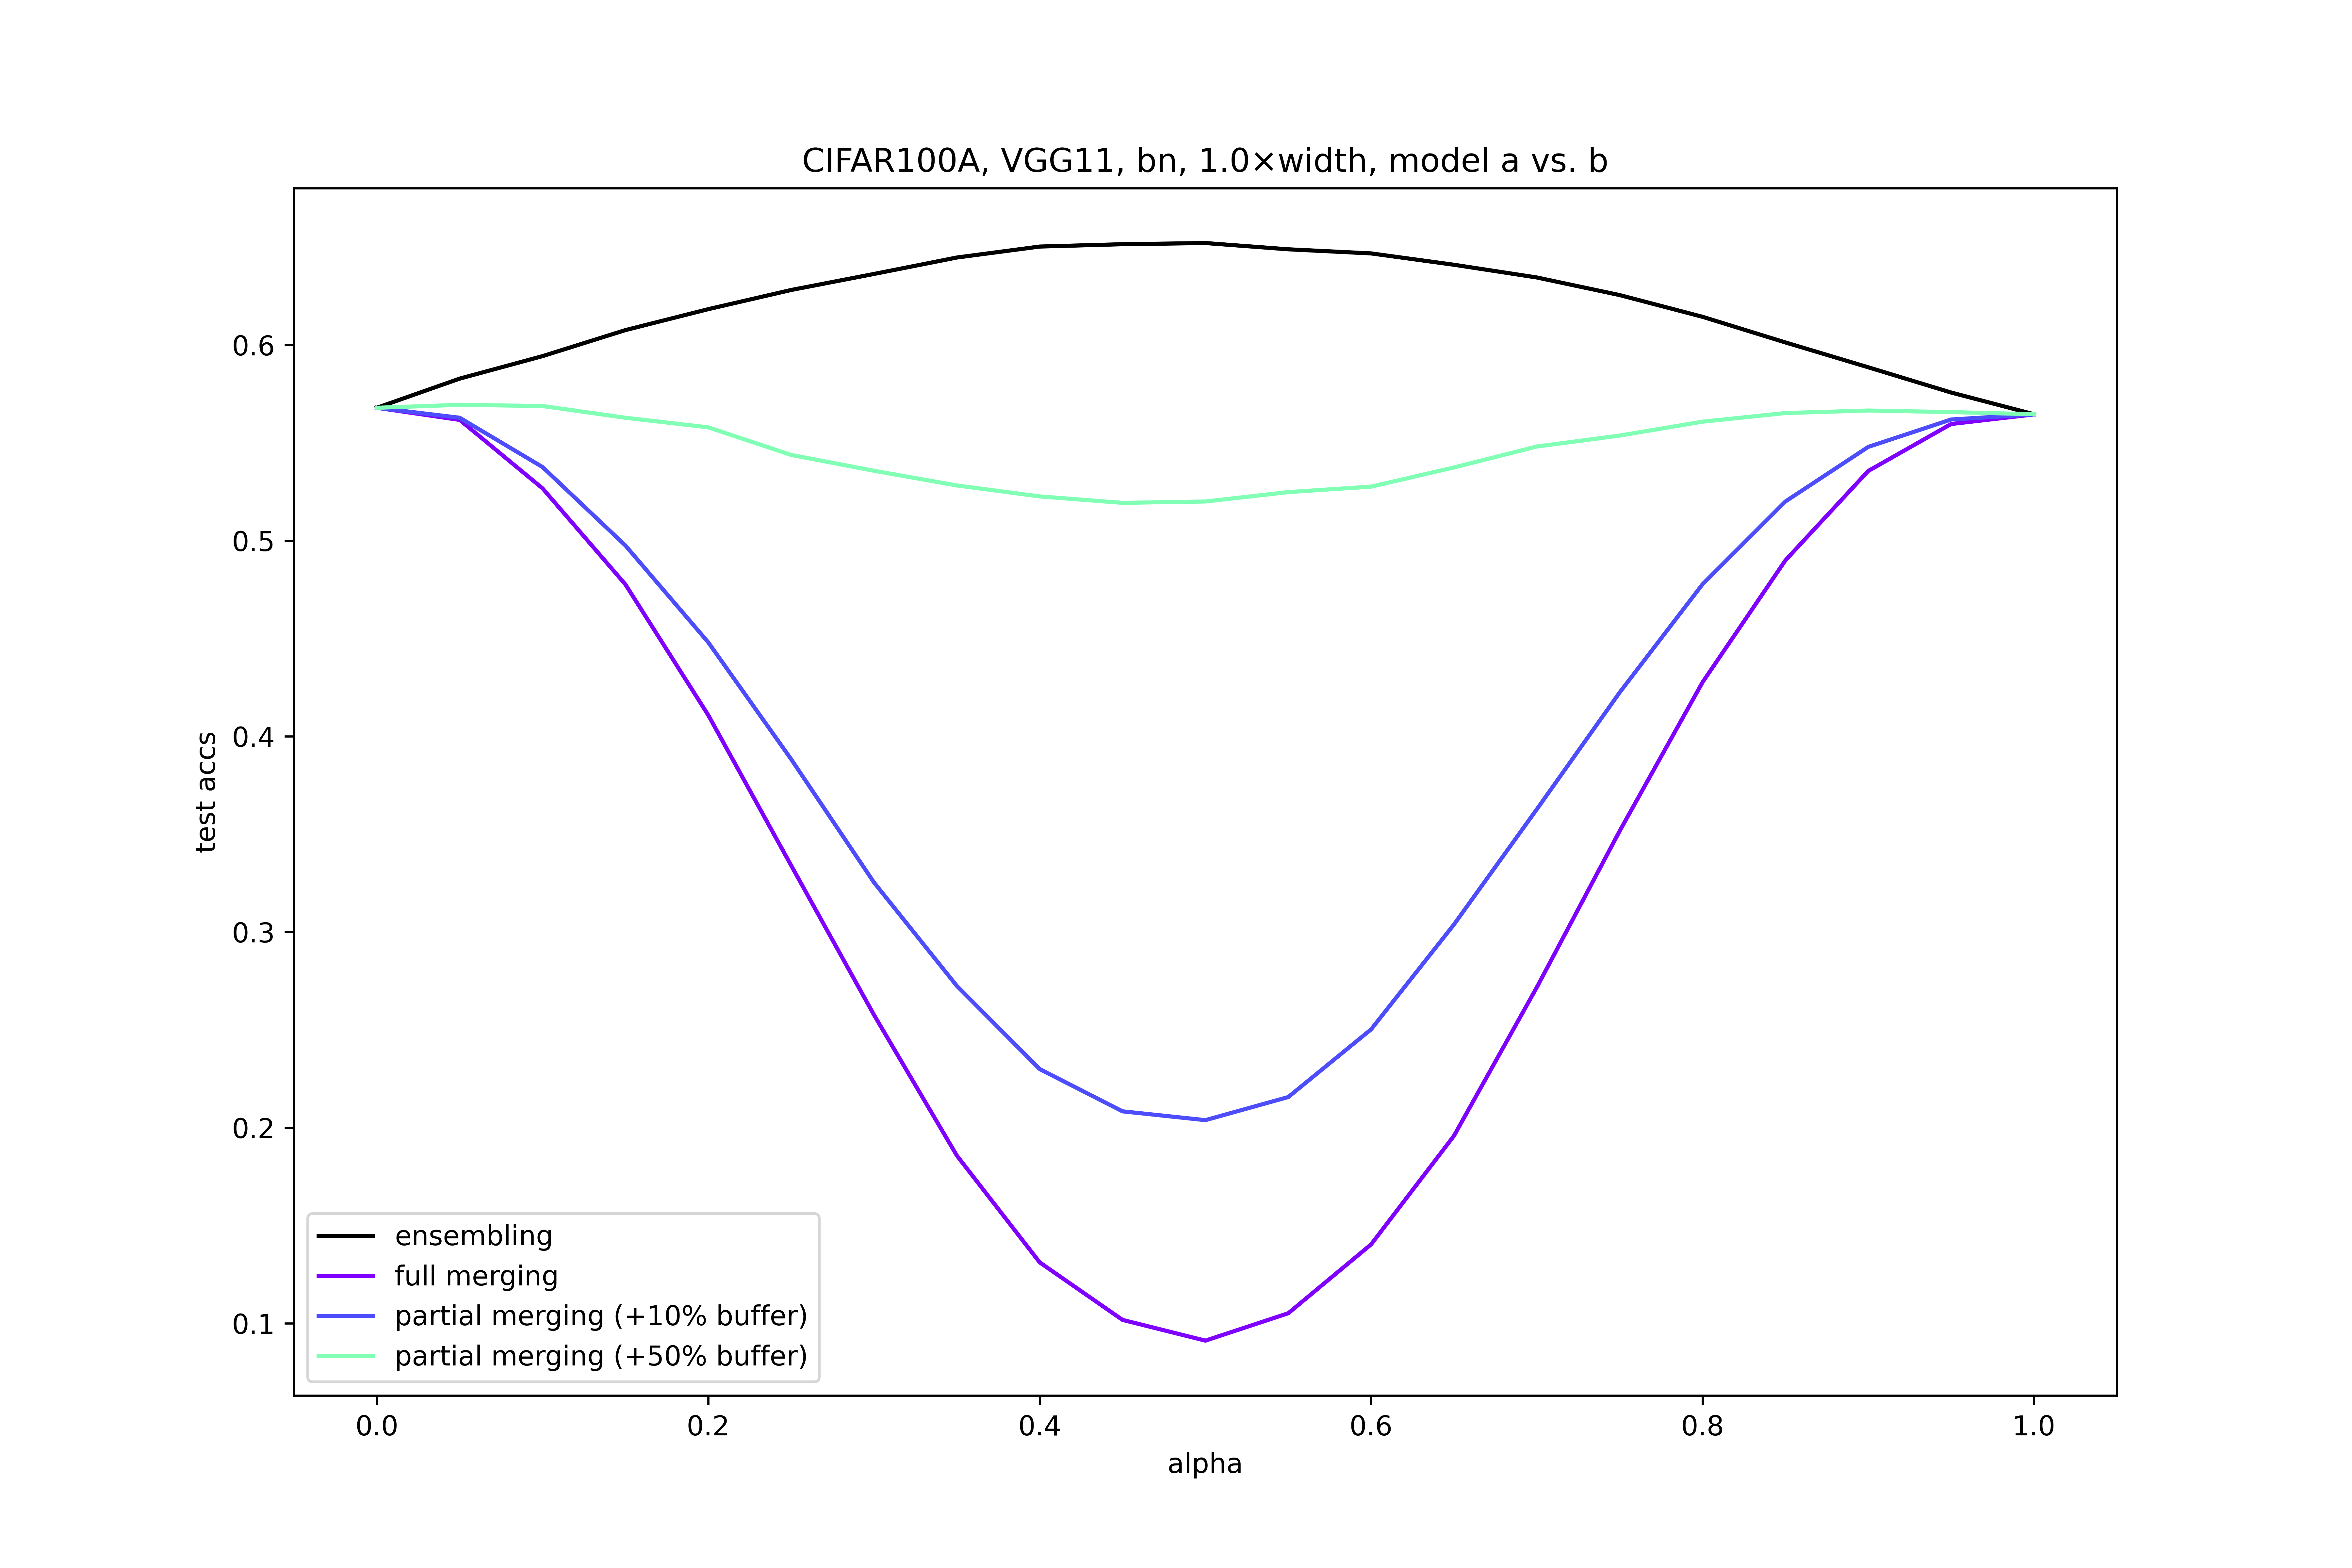 CIFAR100A, VGG11, bn, 1.0×width, model a vs. b
test accs
0.6
0.5
0.4
0.3
0.2
0.1
ensembling
full merging
partial merging (+10% buffer)
partial merging (+50% buffer)
0.0 0.2 0.4 0.6 0.8 1.0
alpha